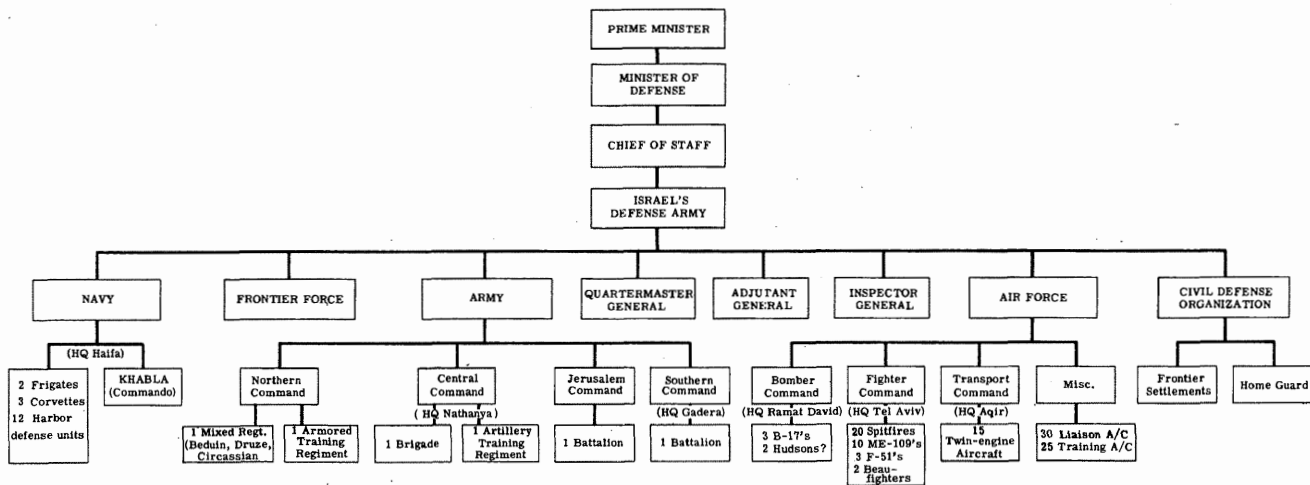 PRIME MINISTER
MINISTER OF
DEFENSE
CHIEF OF STAFF
ISRAEL'S
DEFENSE ARMY
NAVY
FRONTIER FORCE
ARMY
QUARTERMASTER
GENERAL
ADJUTANT
GENERAL
INSPECTOR
GENERAL
AIR FORCE
CIVIL DEFENSE
ORGANIZATION
(HQ Haifa)
2 Frigates
3 Corvettes
12 Harbor
defense units
KHABLA
(Commando)
Northern
Command
1 Mixed Regt.
(Beduin, Druze,
Circassian
1 Armored
Training
Regiment
Central
Command
( HQ Nathanya)
1 Brigade
1 Artillery
Training
Regiment
Jerusalem
Command
1 Battalion
Southern
Command
(HQ Gadera)
1 Battalion
Bomber
Command
(HQ Ramat David)
3 B-17's
2 Hudsons?
Fighter
Command
(HQ Tel Aviv)
20 Spitfires
10 ME-109's
3 F-51's
2 Beau-
fighters
Transport
Command
(HQ Aqir)
15
Twin-engine
Aircraft
Misc.
30 Liaison A/C
25 Training A/C
Frontier
Settlements
Home Guard